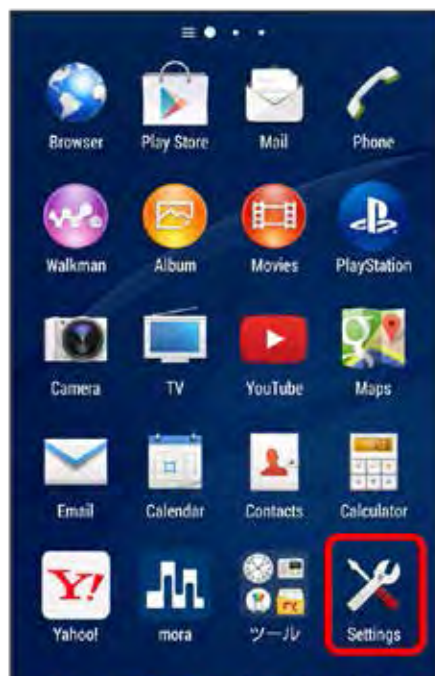 Browser Play Store Mail Phone
Walkman Album Movies PlayStation
Camera TV YouTube Maps
Email Calendar Contacts Calculator
Y!
Yahoo! mora ツール Settings